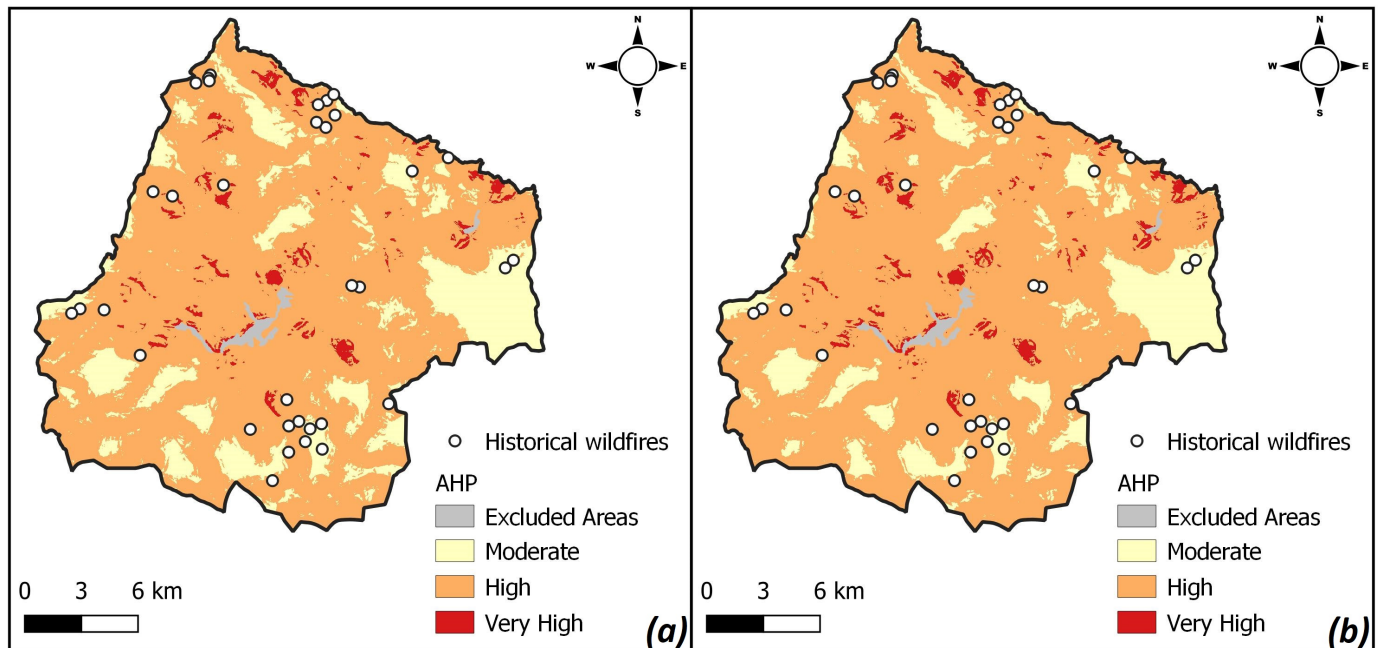 N
W E
S
Historical wildfires
AHP
Excluded Areas
Moderate
High
Very High
0 3 6 km
(a)
N
W E
S
Historical wildfires
AHP
Excluded Areas
Moderate
High
Very High
0 3 6 km
(b)